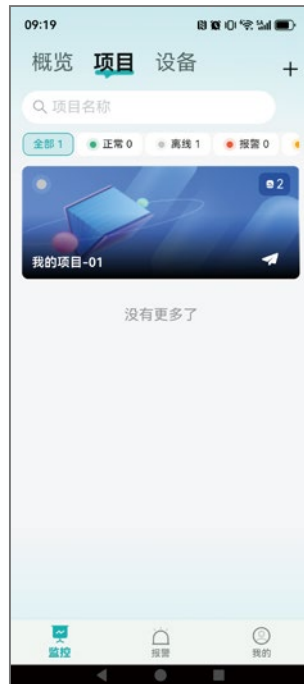 09:19
概览 项目 设备
项目名称
全部 1 正常 0 离线 1 报警 0
2
我的项目-01
没有更多了
监控 报警 我的